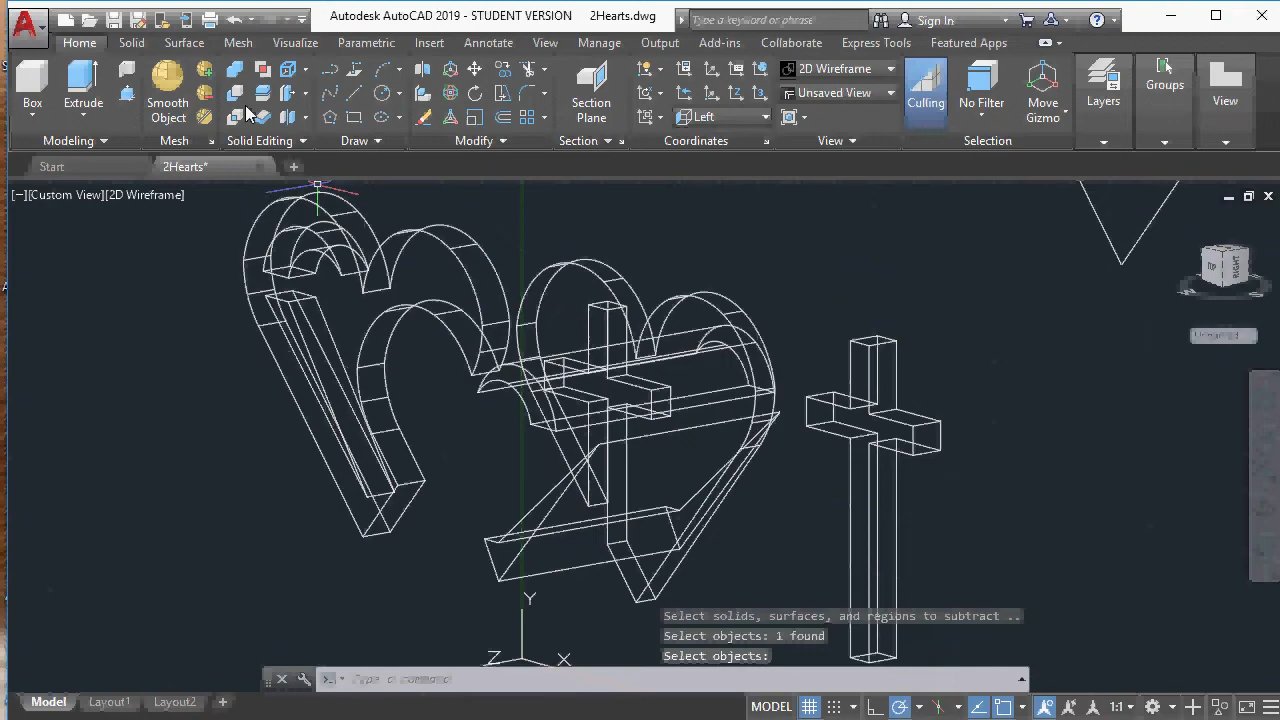 Autodesk AutoCAD 2019 - STUDENT VERSION 2Hearts.dwg Type a keyword or phrase Sign In
Home Solid Surface Mesh Visualize Parametric Insert Annotate View Manage Output Add-ins Collaborate Express Tools Featured Apps
Box Extrude Smooth Object Section Plane 2D Wireframe Unsaved View Left Culling No Filter Move Gizmo Layers Groups View
Modeling Mesh Solid Editing Draw Modify Section Coordinates View Selection
Start 2Hearts*
[−][Custom View][2D Wireframe]
UP RIGHT
Y
Z X
Select solids, surfaces, and regions to subtract ..
Select objects: 1 found
Select objects:
Type a command
Model Layout1 Layout2 MODEL 1:1